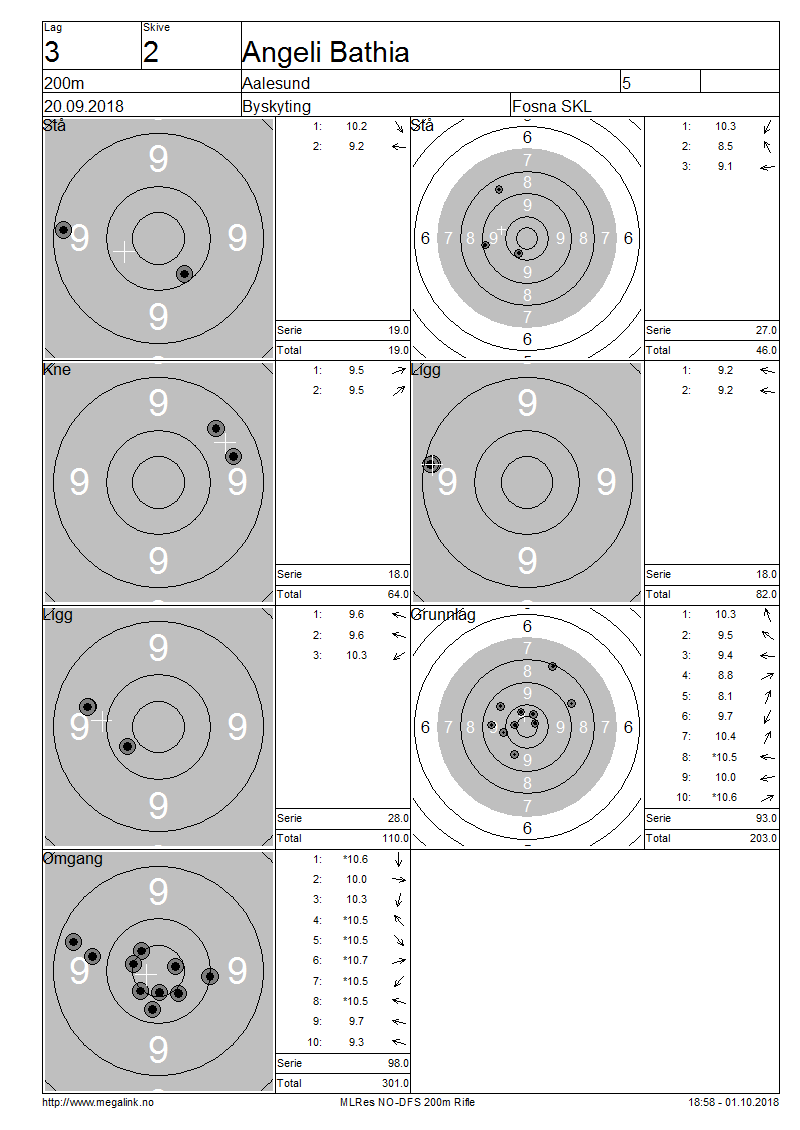 Lag Skive
3 2 Angeli Bathia
200m Aalesund 5
20.09.2018 Byskyting Fosna SKL
Stå
1: 10.2
2: 9.2
9
9 9
9
Serie 19.0
Total 19.0
Stå
1: 10.3
2: 8.5
3: 9.1
6
7
8
9
6 7 8 9 9 8 7 6
9
8
7
6
Serie 27.0
Total 46.0
Kne
1: 9.5
2: 9.5
9
9 9
9
Serie 18.0
Total 64.0
Ligg
1: 9.2
2: 9.2
9
9 9
9
Serie 18.0
Total 82.0
Ligg
1: 9.6
2: 9.6
3: 10.3
9
9 9
9
Serie 28.0
Total 110.0
Grunnlag
1: 10.3
2: 9.5
3: 9.4
4: 8.8
5: 8.1
6: 9.7
7: 10.4
8: *10.5
9: 10.0
10: *10.6
6
7
8
9
6 7 8 9 9 8 7 6
9
8
7
6
Serie 93.0
Total 203.0
Omgang
1: *10.6
2: 10.0
3: 10.3
4: *10.5
5: *10.5
6: *10.7
7: *10.5
8: *10.5
9: 9.7
10: 9.3
9
9 9
9
Serie 98.0
Total 301.0
http://www.megalink.no MLRes NO-DFS 200m Rifle 18:58 - 01.10.2018